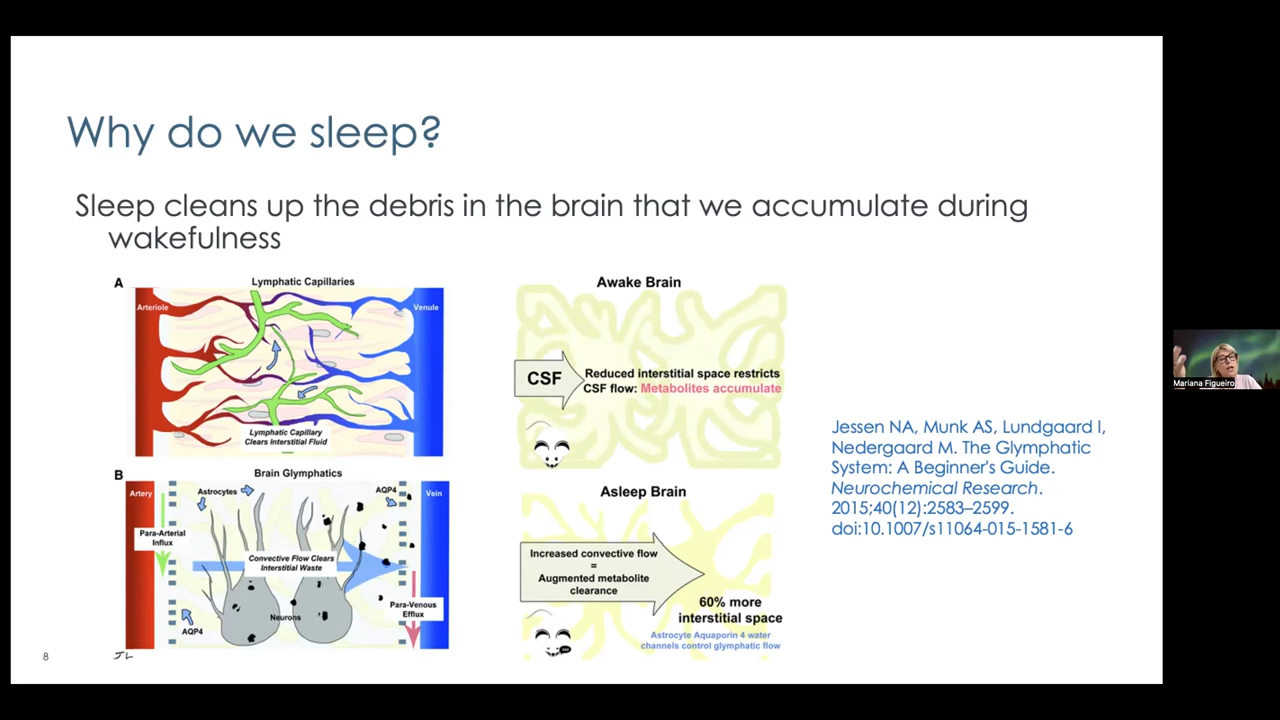 Why do we sleep?
Sleep cleans up the debris in the brain that we accumulate during
wakefulness
A
Lymphatic Capillaries
Arteriole
Venule
Lymphatic Capillary
Clears Interstitial Fluid
B
Brain Glymphatics
Artery
Astrocytes
AQP4
Vein
Para-Arterial
Influx
Convective Flow Clears
Interstitial Waste
Neurons
Para-Venous
Efflux
AQP4
JL
Awake Brain
CSF
Reduced interstitial space restricts
CSF flow: Metabolites accumulate
Asleep Brain
Increased convective flow
=
Augmented metabolite
clearance
60% more
interstitial space
Astrocyte Aquaporin 4 water
channels control glymphatic flow
Jessen NA, Munk AS, Lundgaard I,
Nedergaard M. The Glymphatic
System: A Beginner's Guide.
Neurochemical Research.
2015;40(12):2583–2599.
doi:10.1007/s11064-015-1581-6
Mariana Figueiro
8